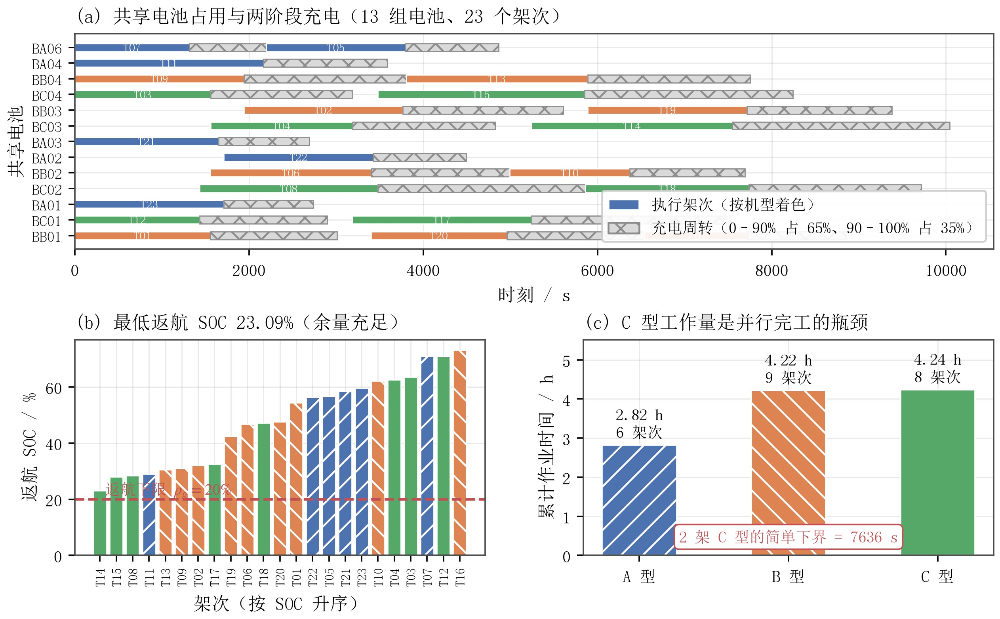 (a) 共享电池占用与两阶段充电（13 组电池、23 个架次）
共享电池
BA06
T07
T05
BA04
T11
BB04
T09
T13
BC04
T03
T15
BB03
T02
T19
BC03
T04
T14
BA03
T21
BA02
T22
BB02
T06
T10
BC02
T08
T18
BA01
T23
BC01
T12
T17
BB01
T01
T20
执行架次（按机型着色）
充电周转（0–90% 占 65%、90–100% 占 35%）
0 2000 4000 6000 8000 10000
时刻 / s
(b) 最低返航 SOC 23.09%（余量充足）
返航 SOC / %
60
40
20
0
返航下限 ρg = 20%
T14 T15 T08 T11 T13 T09 T02 T17 T19 T06 T18 T20 T01 T22 T05 T21 T23 T10 T04 T03 T07 T12 T16
架次（按 SOC 升序）
(c) C 型工作量是并行完工的瓶颈
累计作业时间 / h
5
4
3
2
1
0
2.82 h
6 架次
4.22 h
9 架次
4.24 h
8 架次
2 架 C 型的简单下界 = 7636 s
A 型 B 型 C 型